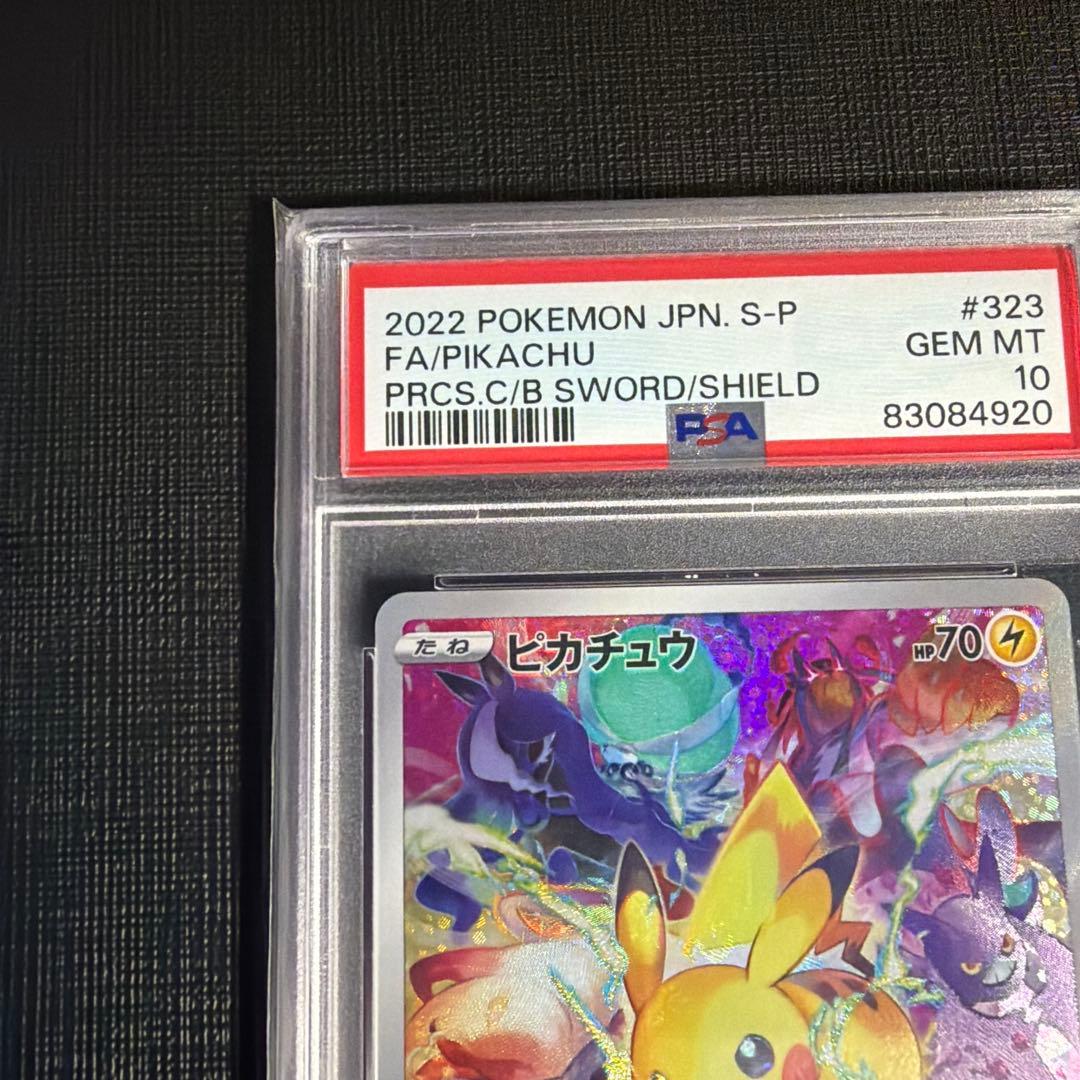 2022 POKEMON JPN. S-P #323
FA/PIKACHU GEM MT
PRCS.C/B SWORD/SHIELD 10
PSA 83084920
たね ピカチュウ HP70